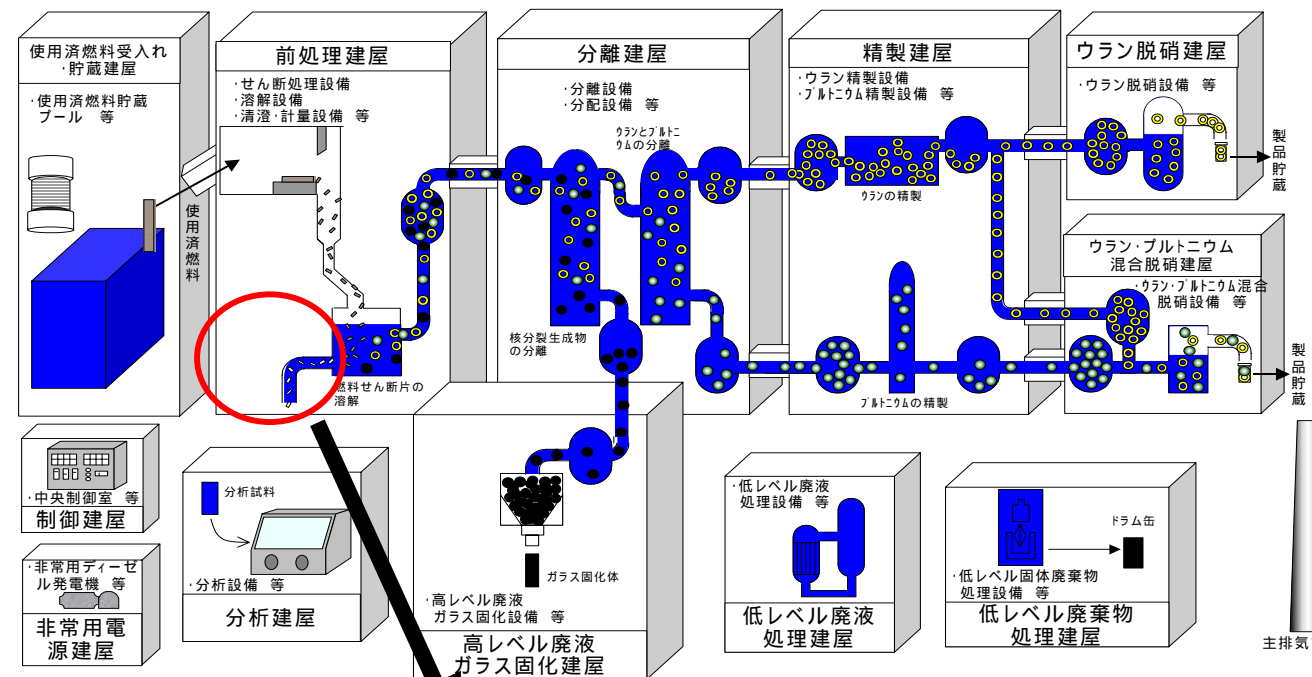 使用済燃料受入れ
・貯蔵建屋
・使用済燃料貯蔵
プール 等
使用済燃料
前処理建屋
・せん断処理設備
・溶解設備
・清澄・計量設備 等
燃料せん断片の
溶解
分離建屋
・分離設備
・分配設備 等
ウランとプルトニ
ウムの分離
核分裂生成物
の分離
精製建屋
・ウラン精製設備
・プルトニウム精製設備 等
ウランの精製
プルトニウムの精製
ウラン脱硝建屋
・ウラン脱硝設備 等
製品貯蔵
ウラン・プルトニウム
混合脱硝建屋
・ウラン・プルトニウム混合
脱硝設備 等
製品貯蔵
・中央制御室 等
制御建屋
・非常用ディーゼ
ル発電機 等
非常用電
源建屋
分析試料
・分析設備 等
分析建屋
ガラス固化体
・高レベル廃液
ガラス固化設備 等
高レベル廃液
ガラス固化建屋
・低レベル廃液
処理設備 等
低レベル廃液
処理建屋
ドラム缶
・低レベル固体廃棄物
処理設備 等
低レベル廃棄物
処理建屋
主排気